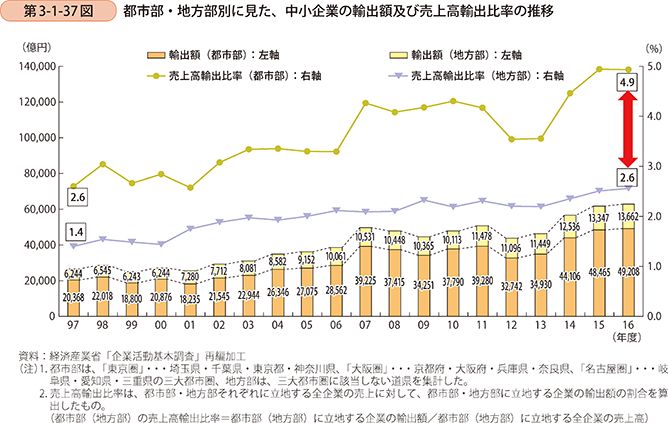 第3-1-37図 都市部・地方部別に見た、中小企業の輸出額及び売上高輸出比率の推移
(億円) (%)
輸出額（都市部）：左軸 輸出額（地方部）：左軸
売上高輸出比率（都市部）：右軸 売上高輸出比率（地方部）：右軸
140,000 5.0
120,000
4.0
100,000
80,000 3.0
60,000
2.0
40,000
1.0
20,000
0 0.0
4.9
2.6
2.6
1.4
6,244 6,545 6,243 6,244 7,280 7,712 8,081 8,582 9,152 10,061 10,531 10,448 10,365 10,113 11,478 11,096 11,449 12,536 13,347 13,662
20,368 22,018 18,800 20,876 18,235 21,545 22,944 26,346 27,075 28,562 39,225 37,415 34,251 37,790 39,280 32,742 34,930 44,106 48,465 49,208
97 98 99 00 01 02 03 04 05 06 07 08 09 10 11 12 13 14 15 16
(年度)
資料：経済産業省「企業活動基本調査」再編加工
(注)1. 都市部は、「東京圏」･･･埼玉県・千葉県・東京都・神奈川県、「大阪圏」･･･京都府・大阪府・兵庫県・奈良県、「名古屋圏」･･･岐
阜県・愛知県・三重県の三大都市圏、地方部は、三大都市圏に該当しない道県を集計した。
2. 売上高輸出比率は、都市部・地方部それぞれに立地する全企業の売上に対して、都市部・地方部に立地する企業の輸出額の割合を算
出したもの。
（都市部（地方部）の売上高輸出比率＝都市部（地方部）に立地する企業の輸出額／都市部（地方部）に立地する全企業の売上高）